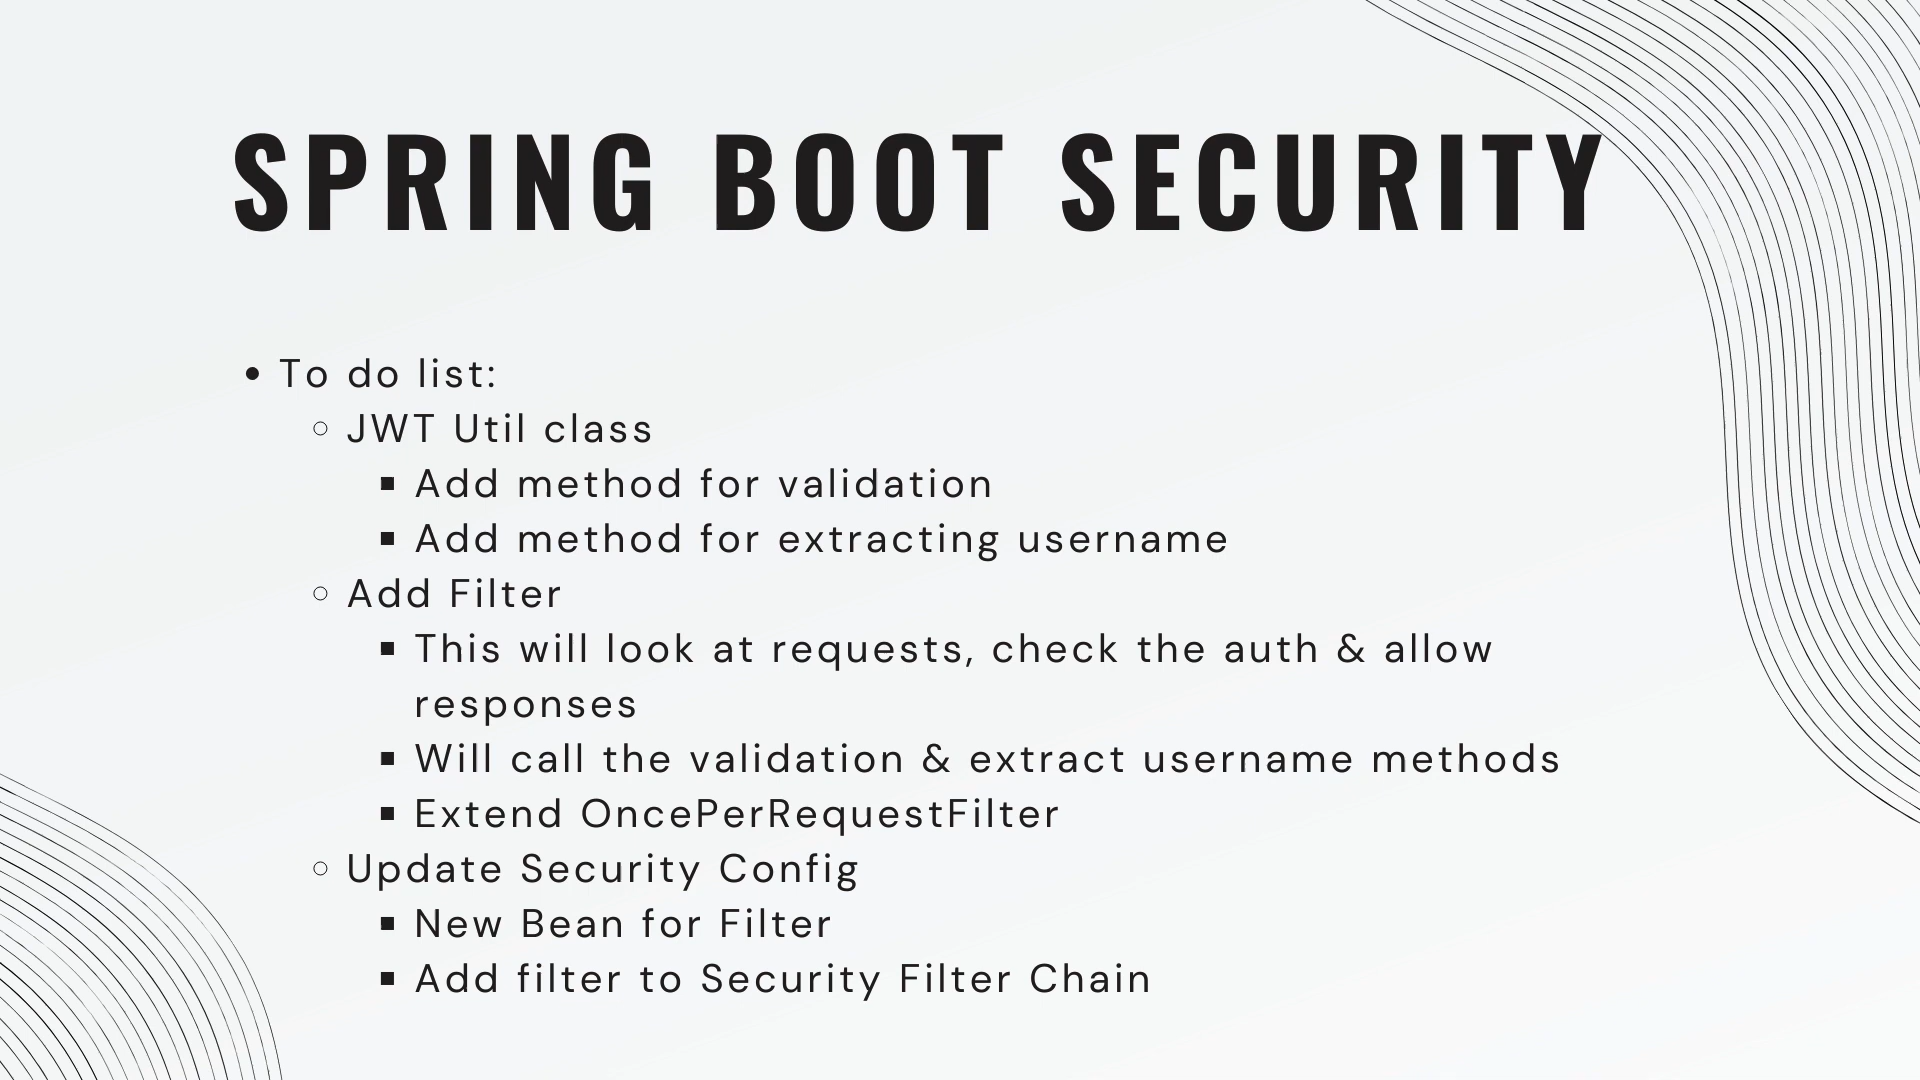 SPRING BOOT SECURITY
• To do list:
○ JWT Util class
▪ Add method for validation
▪ Add method for extracting username
○ Add Filter
▪ This will look at requests, check the auth & allow
responses
▪ Will call the validation & extract username methods
▪ Extend OncePerRequestFilter
○ Update Security Config
▪ New Bean for Filter
▪ Add filter to Security Filter Chain